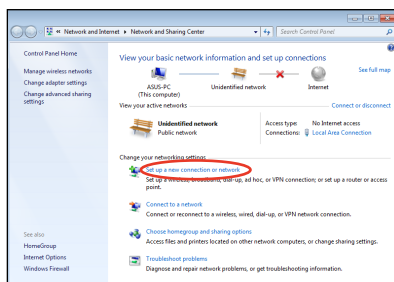 « Network and Internet ▸ Network and Sharing Center
Search Control Panel
Control Panel Home
Manage wireless networks
Change adapter settings
Change advanced sharing
settings
View your basic network information and set up connections
See full map
ASUS-PC
(This computer)
Unidentified network
Internet
View your active networks
Connect or disconnect
Unidentified network
Public network
Access type: No Internet access
Connections: Local Area Connection
Change your networking settings
Set up a new connection or network
Set up a wireless, broadband, dial-up, ad hoc, or VPN connection; or set up a router or access
point.
Connect to a network
Connect or reconnect to a wireless, wired, dial-up, or VPN network connection.
Choose homegroup and sharing options
Access files and printers located on other network computers, or change sharing settings.
Troubleshoot problems
Diagnose and repair network problems, or get troubleshooting information.
See also
HomeGroup
Internet Options
Windows Firewall